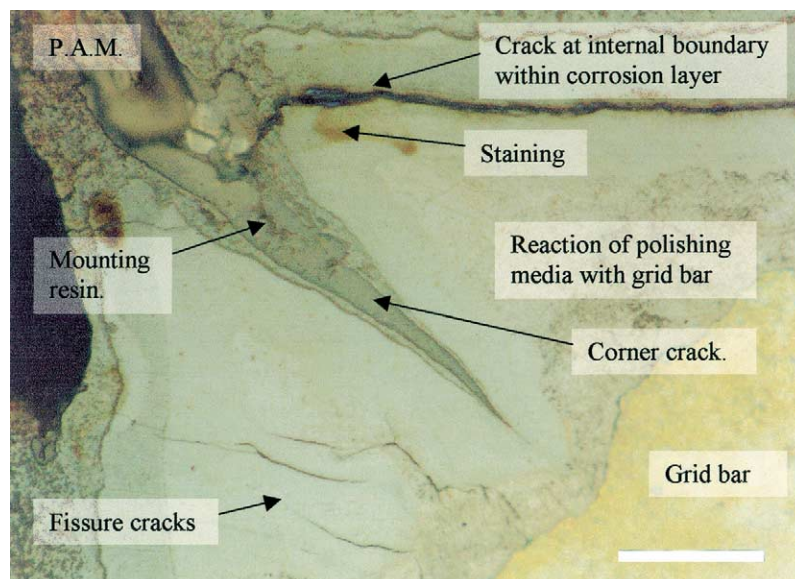 P.A.M.
Crack at internal boundary
within corrosion layer
Staining
Mounting
resin.
Reaction of polishing
media with grid bar
Corner crack.
Grid bar
Fissure cracks